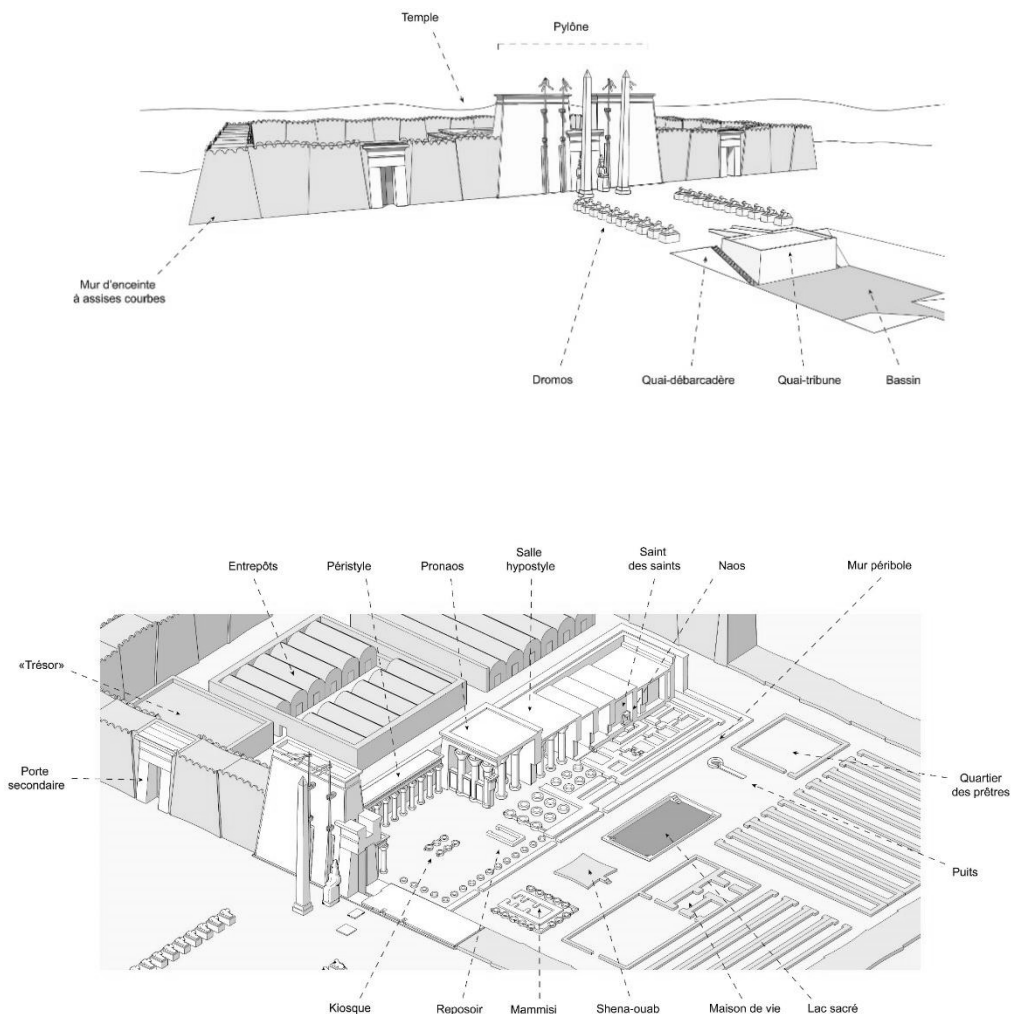 Temple
Pylône
Mur d'enceinte
à assises courbes
Dromos
Quai-débarcadère
Quai-tribune
Bassin
Entrepôts
Péristyle
Pronaos
Salle
hypostyle
Saint
des saints
Naos
Mur péribole
«Trésor»
Porte
secondaire
Quartier
des prêtres
Puits
Kiosque
Reposoir
Mammisi
Shena-ouab
Maison de vie
Lac sacré